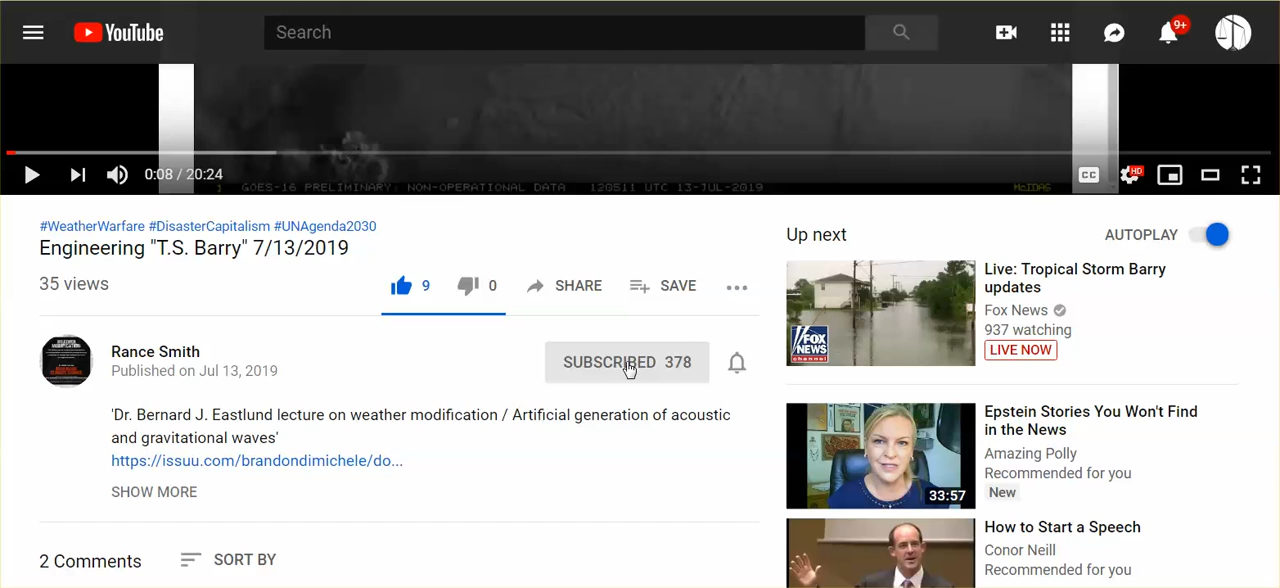 YouTube
Search
9+
0:08 / 20:24
CC
HD
GOES-16 PRELIMINARY, NON-OPERATIONAL DATA 120511 UTC 13-JUL-2019 McIDAS
#WeatherWarfare #DisasterCapitalism #UNAgenda2030
Engineering "T.S. Barry" 7/13/2019
35 views
9 0 SHARE SAVE
Rance Smith
Published on Jul 13, 2019
SUBSCRIBED 378
'Dr. Bernard J. Eastlund lecture on weather modification / Artificial generation of acoustic
and gravitational waves'
https://issuu.com/brandondimichele/do...
SHOW MORE
2 Comments SORT BY
Up next AUTOPLAY
FOX
NEWS
channel
Live: Tropical Storm Barry
updates
Fox News
937 watching
LIVE NOW
33:57
Epstein Stories You Won't Find
in the News
Amazing Polly
Recommended for you
New
How to Start a Speech
Conor Neill
Recommended for you